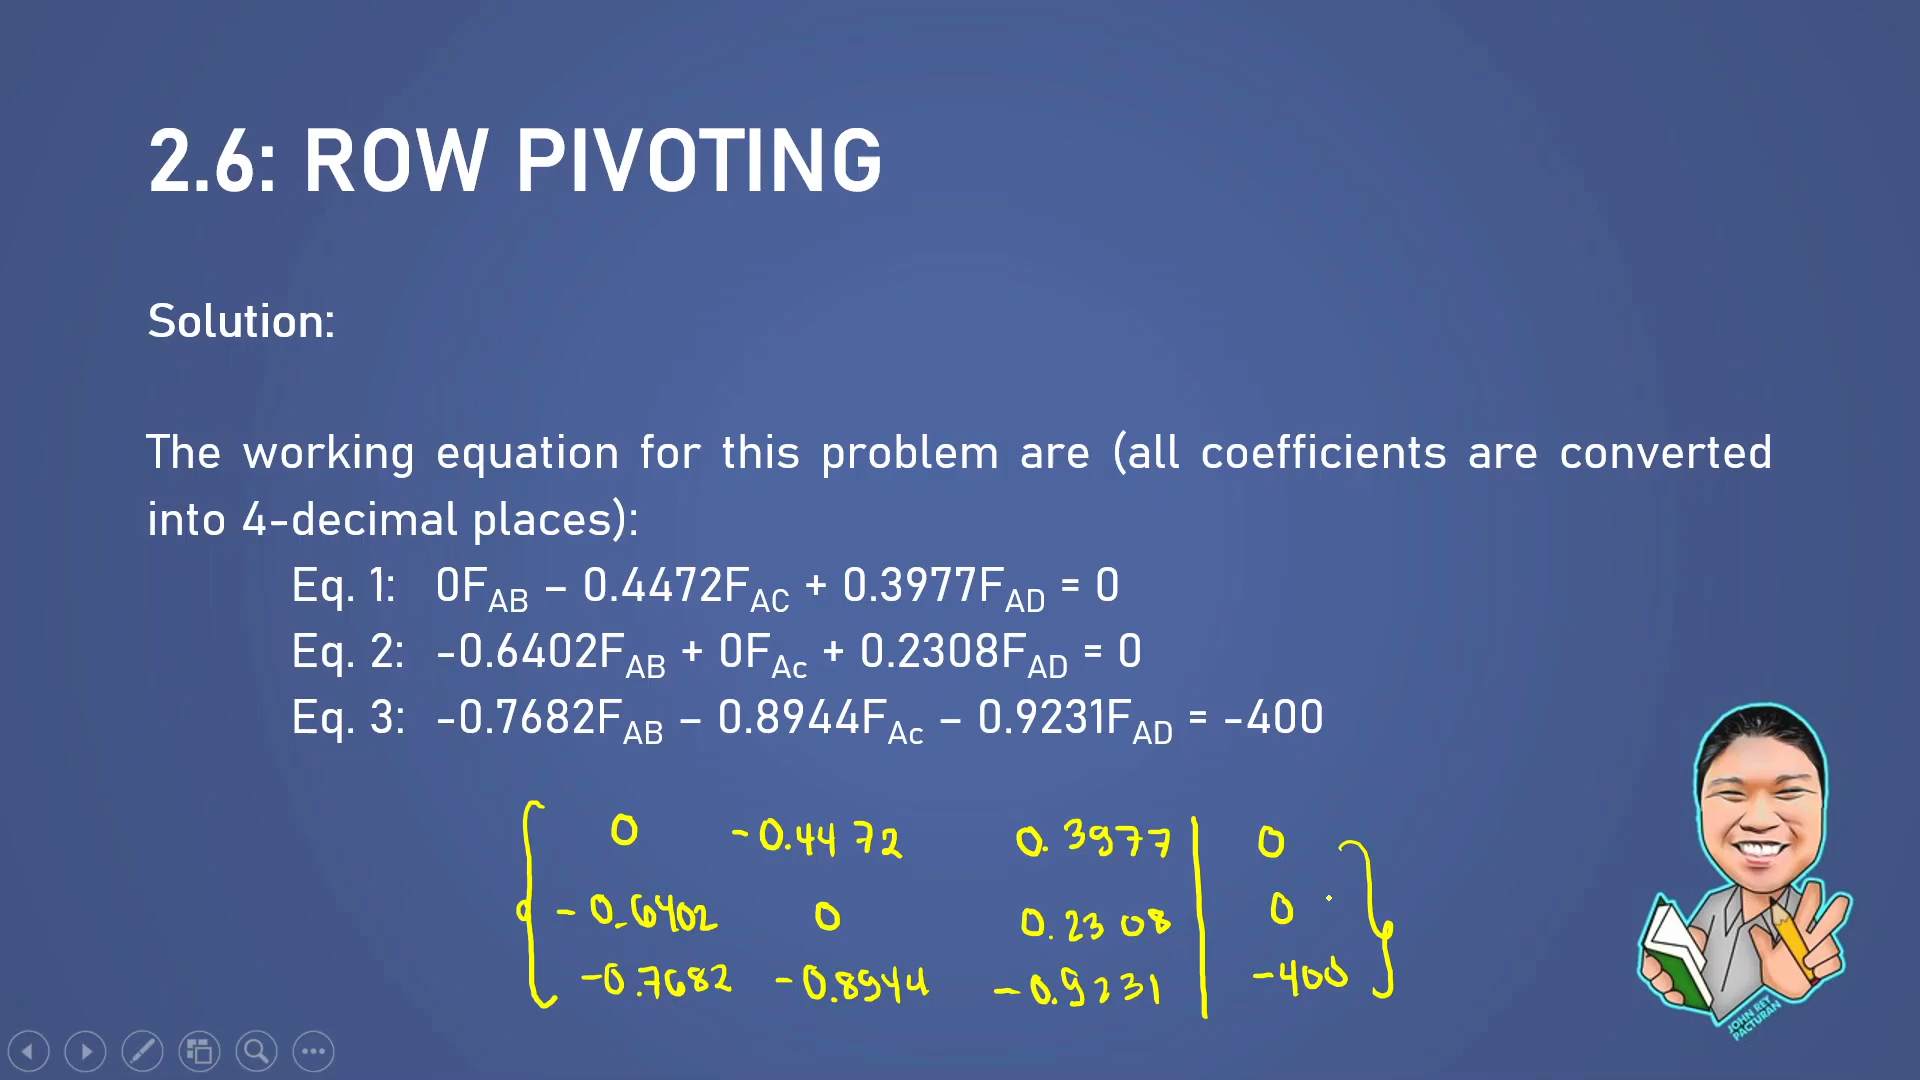 2.6: ROW PIVOTING
Solution:
The working equation for this problem are (all coefficients are converted
into 4-decimal places):
Eq. 1: 0F_AB – 0.4472F_AC + 0.3977F_AD = 0
Eq. 2: -0.6402F_AB + 0F_Ac + 0.2308F_AD = 0
Eq. 3: -0.7682F_AB – 0.8944F_Ac – 0.9231F_AD = -400
0 -0.4472 0.3977 | 0
-0.6402 0 0.2308 | 0
-0.7682 -0.8944 -0.9231 | -400
JOHN REY
PACTURAN